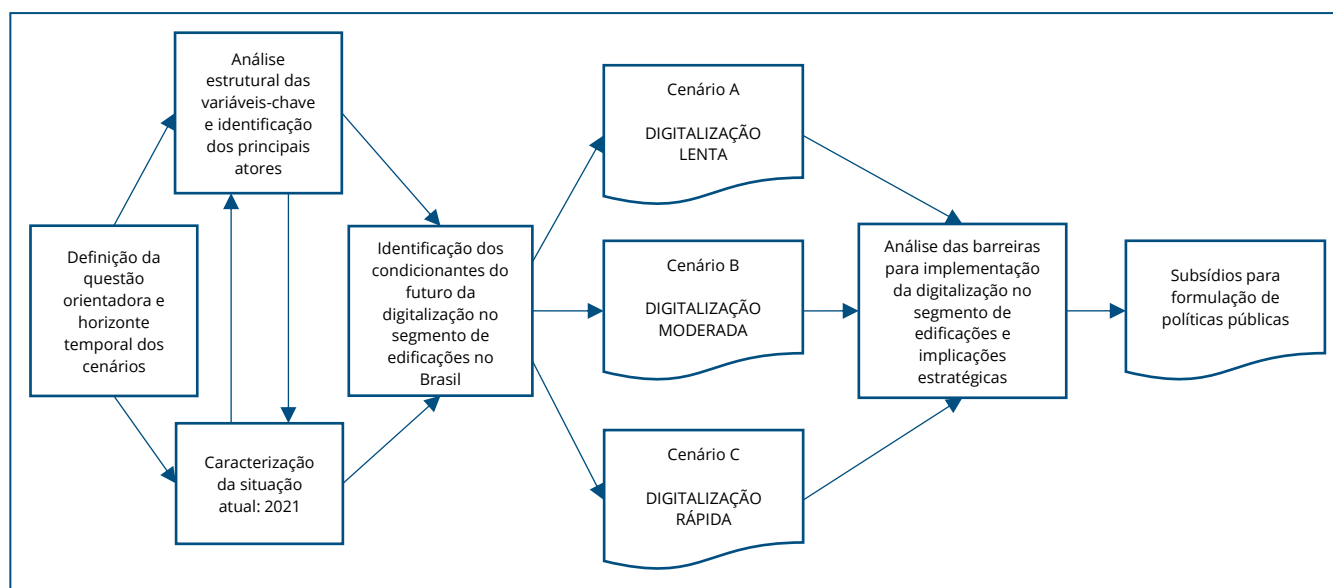 Definição da
questão
orientadora e
horizonte
temporal dos
cenários
Análise
estrutural das
variáveis-chave
e identificação
dos principais
atores
Caracterização
da situação
atual: 2021
Identificação dos
condicionantes do
futuro da
digitalização no
segmento de
edificações no
Brasil
Cenário A
DIGITALIZAÇÃO
LENTA
Cenário B
DIGITALIZAÇÃO
MODERADA
Cenário C
DIGITALIZAÇÃO
RÁPIDA
Análise das barreiras
para implementação
da digitalização no
segmento de
edificações e
implicações
estratégicas
Subsídios para
formulação de
políticas públicas